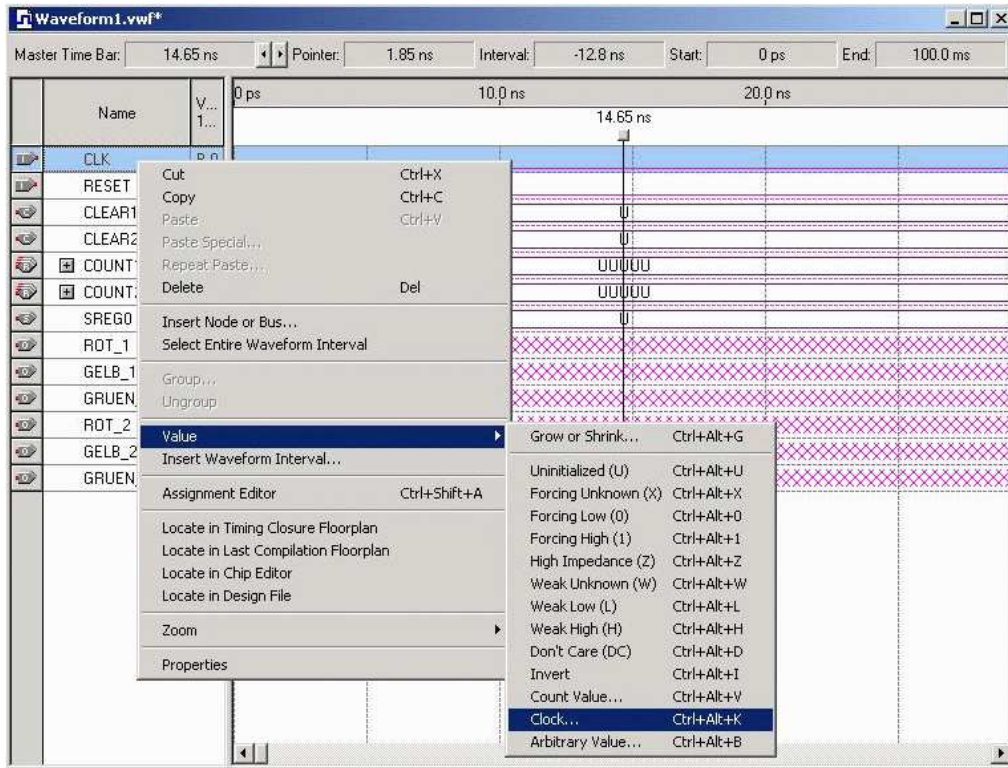 Waveform1.vwf*
Master Time Bar: 14.65 ns Pointer: 1.85 ns Interval: -12.8 ns Start: 0 ps End: 100.0 ms
Name V... 1... 0 ps 10.0 ns 20.0 ns
14.65 ns
CLK B 0
RESET
CLEAR1 U
CLEAR2 U
COUNT1 UUUUU
COUNT2 UUUUU
SREG0 U
ROT_1
GELB_1
GRUEN_
ROT_2
GELB_2
GRUEN_
Cut Ctrl+X
Copy Ctrl+C
Paste Ctrl+V
Paste Special...
Repeat Paste...
Delete Del
Insert Node or Bus...
Select Entire Waveform Interval
Group...
Ungroup
Value
Insert Waveform Interval...
Assignment Editor Ctrl+Shift+A
Locate in Timing Closure Floorplan
Locate in Last Compilation Floorplan
Locate in Chip Editor
Locate in Design File
Zoom
Properties
Grow or Shrink... Ctrl+Alt+G
Uninitialized (U) Ctrl+Alt+U
Forcing Unknown (X) Ctrl+Alt+X
Forcing Low (0) Ctrl+Alt+0
Forcing High (1) Ctrl+Alt+1
High Impedance (Z) Ctrl+Alt+Z
Weak Unknown (W) Ctrl+Alt+W
Weak Low (L) Ctrl+Alt+L
Weak High (H) Ctrl+Alt+H
Don't Care (DC) Ctrl+Alt+D
Invert Ctrl+Alt+I
Count Value... Ctrl+Alt+V
Clock... Ctrl+Alt+K
Arbitrary Value... Ctrl+Alt+B